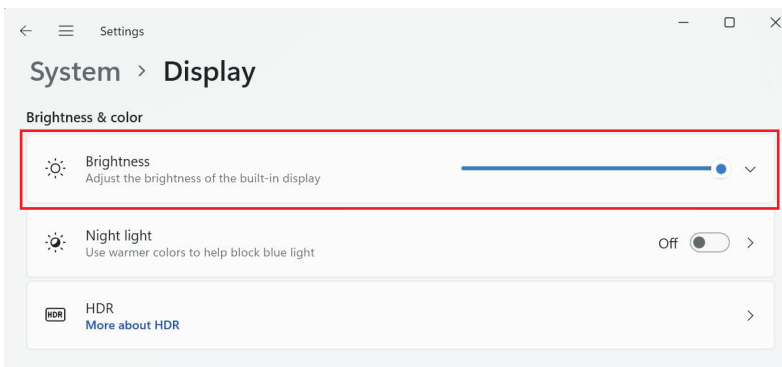 Settings
System > Display
Brightness & color
Brightness
Adjust the brightness of the built-in display
Night light
Use warmer colors to help block blue light
Off
HDR
HDR
More about HDR